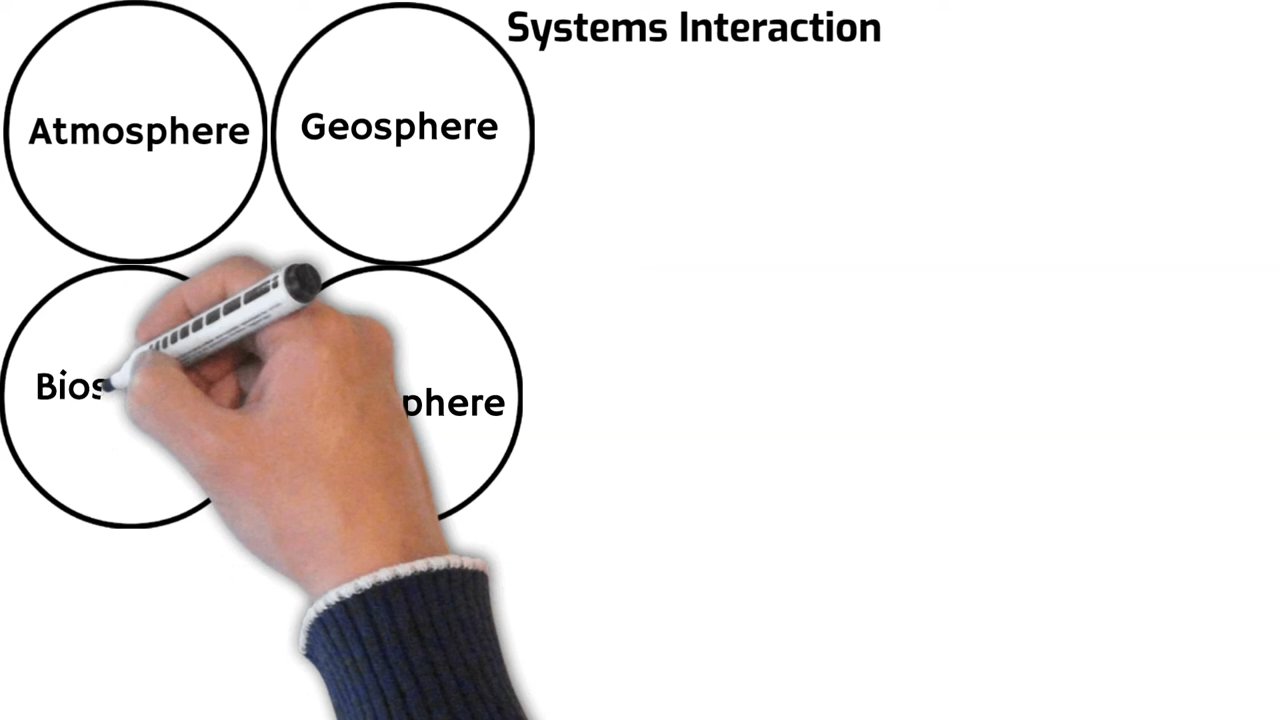 Systems Interaction
Atmosphere
Geosphere
Bios
phere